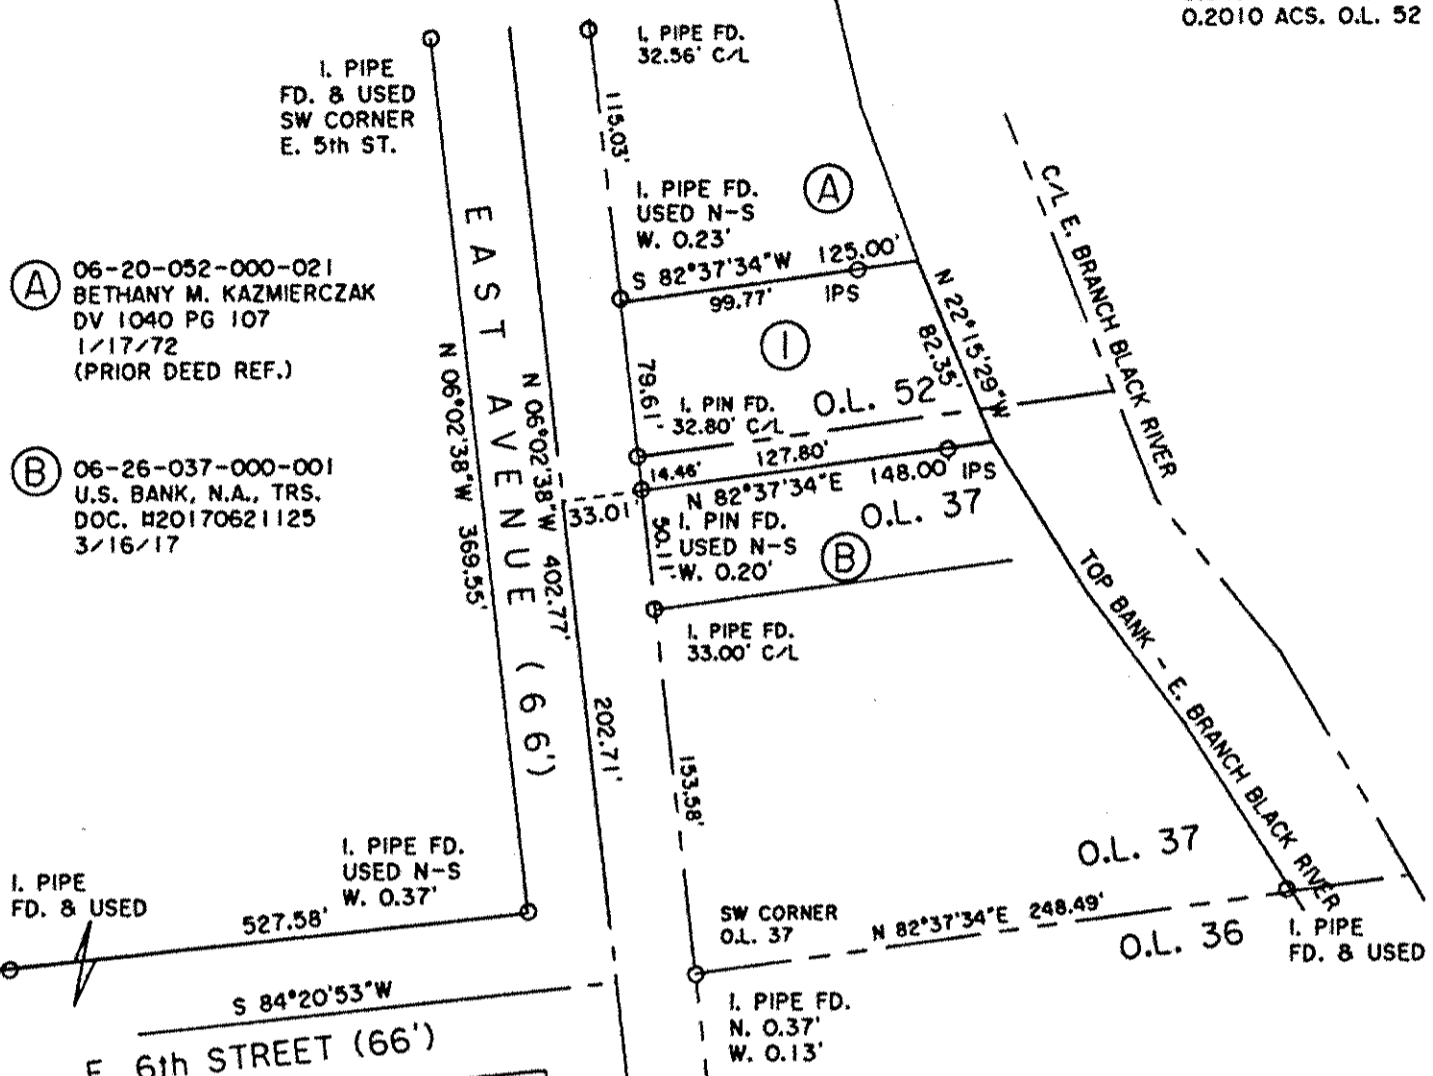 0.2010 ACS. O.L. 52
I. PIPE FD.
32.56' C/L
I. PIPE
FD. & USED
SW CORNER
E. 5th ST.
115.03'
I. PIPE FD.
USED N-S
W. 0.23'
A
C/L E. BRANCH BLACK RIVER
S 82°37'34"W 125.00'
99.77'
IPS
A
06-20-052-000-021
BETHANY M. KAZMIERCZAK
DV 1040 PG 107
1/17/72
(PRIOR DEED REF.)
B
06-26-037-000-001
U.S. BANK, N.A., TRS.
DOC. #20170621125
3/16/17
EAST AVENUE (66')
N 06°02'38"W 369.55'
N 06°02'38"W 402.77'
1
N 22°15'29"W
82.35'
79.61'
I. PIN FD.
32.80' C/L
O.L. 52
14.46'
127.80'
N 82°37'34"E 148.00' IPS
33.01'
50.11'
I. PIN FD.
USED N-S
W. 0.20'
O.L. 37
B
I. PIPE FD.
33.00' C/L
TOP BANK - E. BRANCH BLACK RIVER
202.71'
153.58'
I. PIPE FD.
USED N-S
W. 0.37'
I. PIPE
FD. & USED
527.58'
SW CORNER
O.L. 37
N 82°37'34"E 248.49'
O.L. 37
O.L. 36
I. PIPE
FD. & USED
S 84°20'53"W
E. 6th STREET (66')
I. PIPE FD.
N. 0.37'
W. 0.13'